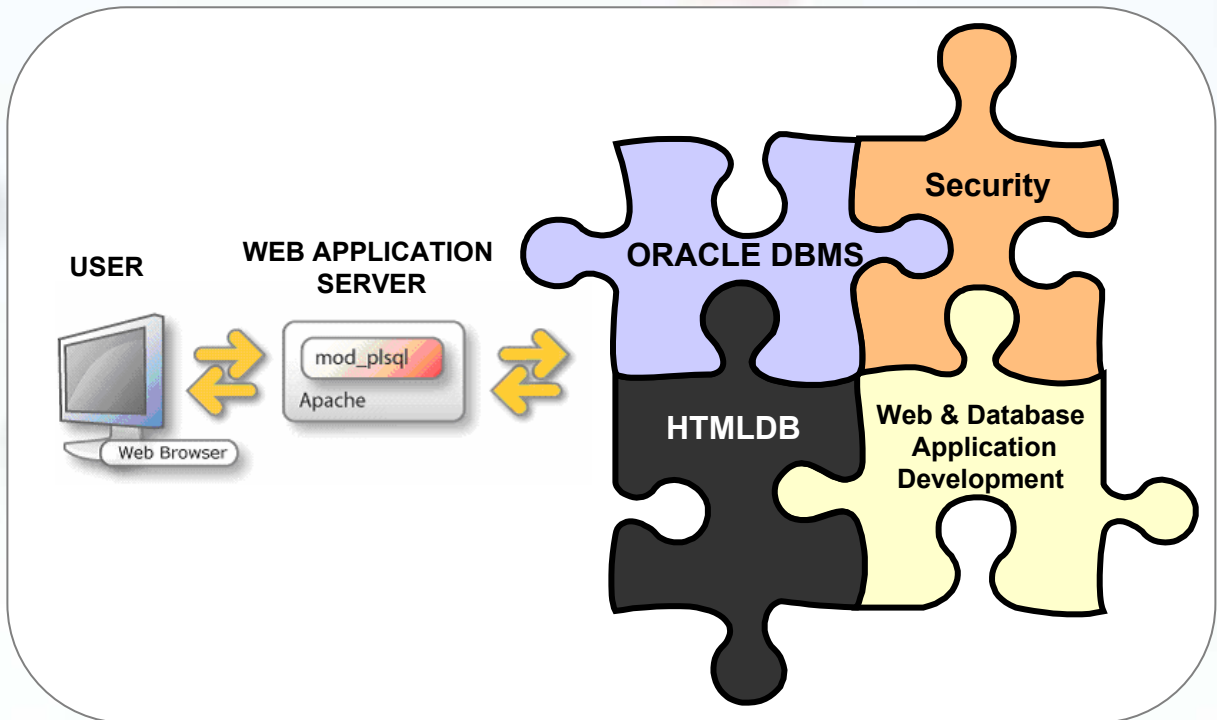 USER
Web Browser
WEB APPLICATION
SERVER
mod_plsql
Apache
ORACLE DBMS
Security
HTMLDB
Web & Database
Application
Development